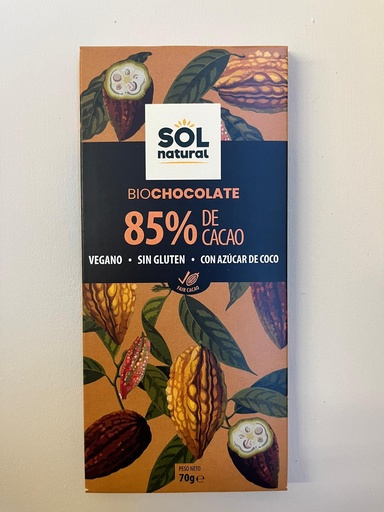 SOL
natural
BIOCHOCOLATE
85% DE
CACAO
VEGANO • SIN GLUTEN • CON AZÚCAR DE COCO
FAIR CACAO
PESO NETO
70g℮